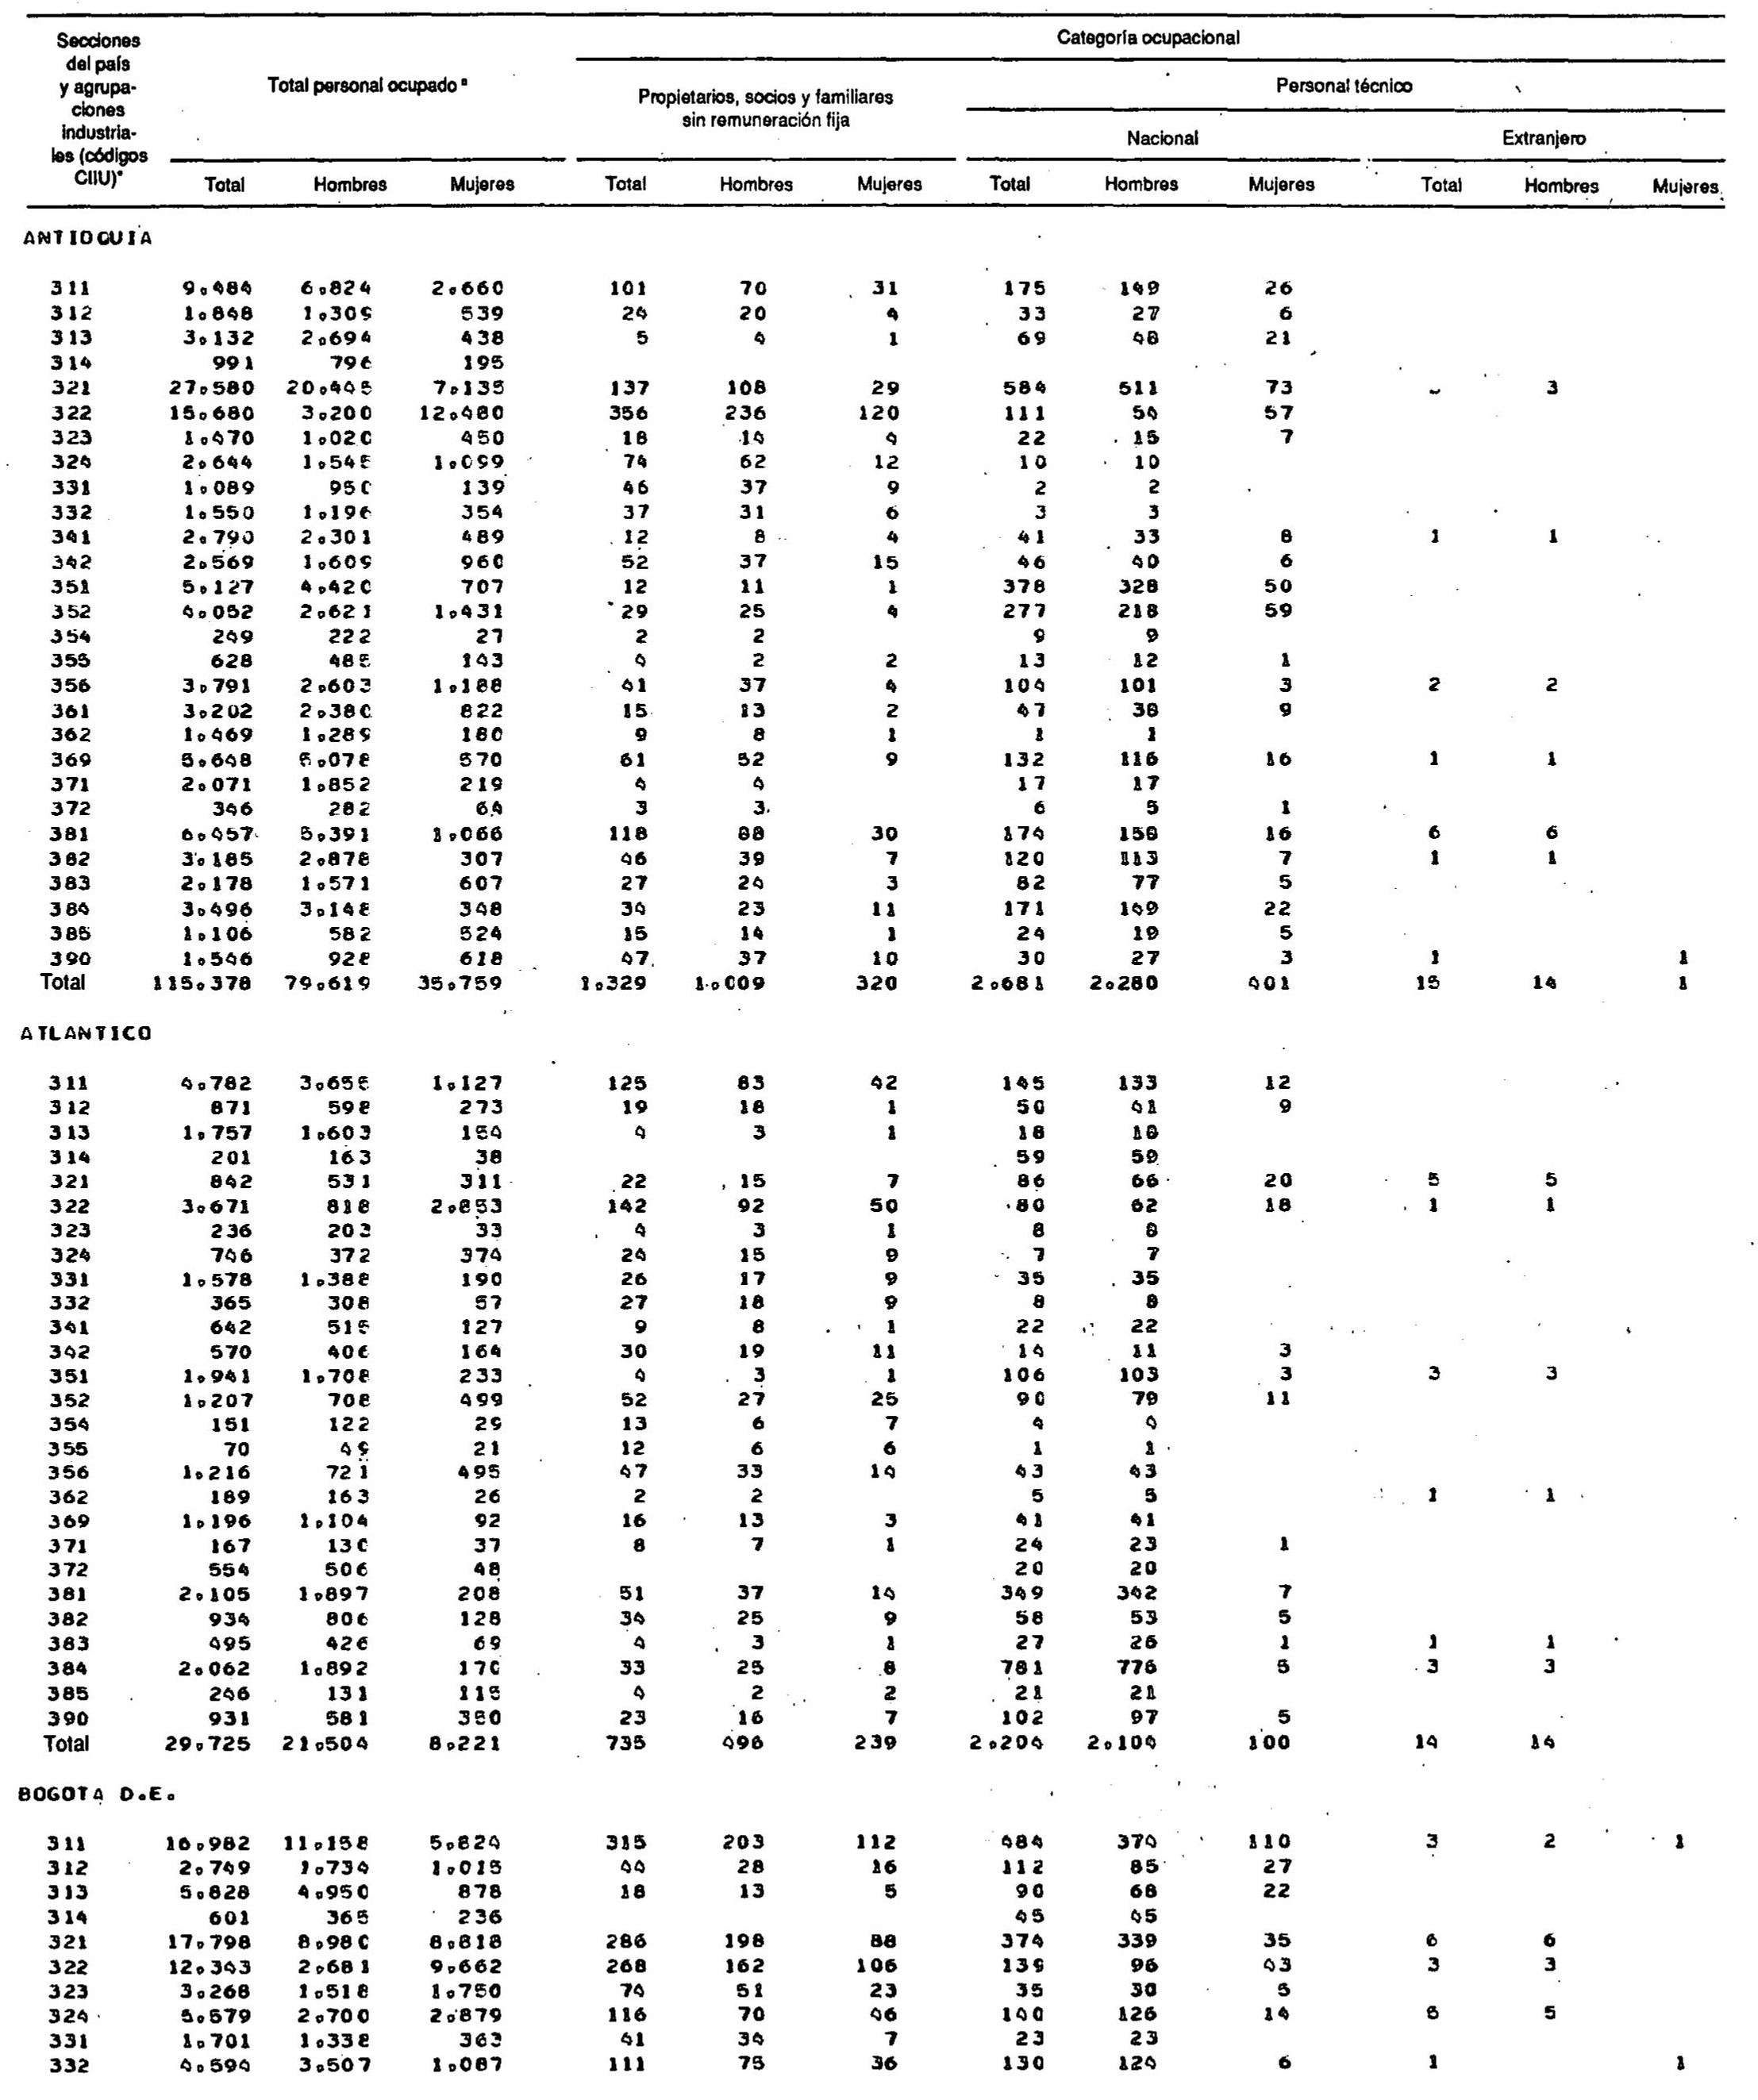 Secciones del país y agrupaciones industriales (códigos CIIU)* Total personal ocupado ª Categoría ocupacional
Propietarios, socios y familiares sin remuneración fija Personal técnico
Nacional Extranjero
Total Hombres Mujeres Total Hombres Mujeres Total Hombres Mujeres Total Hombres Mujeres
ANTIOQUIA
311 9.484 6.824 2.660 101 70 31 175 149 26
312 1.848 1.309 539 24 20 4 33 27 6
313 3.132 2.694 438 5 4 1 69 48 21
314 991 796 195
321 27.580 20.445 7.135 137 108 29 584 511 73 3
322 15.680 3.200 12.480 356 236 120 111 54 57
323 1.470 1.020 450 18 14 4 22 15 7
324 2.644 1.545 1.099 74 62 12 10 10
331 1.089 950 139 46 37 9 2 2
332 1.550 1.196 354 37 31 6 3 3
341 2.790 2.301 489 12 8 4 41 33 8 1 1
342 2.569 1.609 960 52 37 15 46 40 6
351 5.127 4.420 707 12 11 1 378 328 50
352 4.052 2.621 1.431 29 25 4 277 218 59
354 249 222 27 2 2 9 9
355 628 485 143 4 2 2 13 12 1
356 3.791 2.603 1.188 41 37 4 104 101 3 2 2
361 3.202 2.380 822 15 13 2 47 38 9
362 1.469 1.289 180 9 8 1 1 1
369 5.648 5.078 570 61 52 9 132 116 16 1 1
371 2.071 1.852 219 4 4 17 17
372 346 282 64 3 3 6 5 1
381 6.457 5.391 1.066 118 88 30 174 158 16 6 6
382 3.185 2.878 307 46 39 7 120 113 7 1 1
383 2.178 1.571 607 27 24 3 82 77 5
384 3.496 3.148 348 34 23 11 171 149 22
385 1.106 582 524 15 14 1 24 19 5
390 1.546 928 618 47 37 10 30 27 3 1 1
Total 115.378 79.619 35.759 1.329 1.009 320 2.681 2.280 401 15 14 1
ATLANTICO
311 4.782 3.655 1.127 125 83 42 145 133 12
312 871 598 273 19 18 1 50 41 9
313 1.757 1.603 154 4 3 1 18 18
314 201 163 38 59 59
321 842 531 311 22 15 7 86 66 20 5 5
322 3.671 818 2.853 142 92 50 80 62 18 1 1
323 236 203 33 4 3 1 8 8
324 746 372 374 24 15 9 7 7
331 1.578 1.388 190 26 17 9 35 35
332 365 308 57 27 18 9 8 8
341 642 515 127 9 8 1 22 22
342 570 406 164 30 19 11 14 11 3
351 1.941 1.708 233 4 3 1 106 103 3 3 3
352 1.207 708 499 52 27 25 90 79 11
354 151 122 29 13 6 7 4 4
355 70 49 21 12 6 6 1 1
356 1.216 721 495 47 33 14 43 43
362 189 163 26 2 2 5 5 1 1
369 1.196 1.104 92 16 13 3 41 41
371 167 130 37 8 7 1 24 23 1
372 554 506 48 20 20
381 2.105 1.897 208 51 37 14 349 342 7
382 934 806 128 34 25 9 58 53 5
383 495 426 69 4 3 1 27 26 1 1 1
384 2.062 1.892 170 33 25 8 781 776 5 3 3
385 246 131 115 4 2 2 21 21
390 931 581 350 23 16 7 102 97 5
Total 29.725 21.504 8.221 735 496 239 2.204 2.104 100 14 14
BOGOTA D.E.
311 16.982 11.158 5.824 315 203 112 484 374 110 3 2 1
312 2.749 1.734 1.015 44 28 16 112 85 27
313 5.828 4.950 878 18 13 5 90 68 22
314 601 365 236 45 45
321 17.798 8.980 8.818 286 198 88 374 339 35 6 6
322 12.343 2.681 9.662 268 162 106 139 96 43 3 3
323 3.268 1.518 1.750 74 51 23 35 30 5
324 5.579 2.700 2.879 116 70 46 140 126 14 5 5
331 1.701 1.338 363 41 34 7 23 23
332 4.594 3.507 1.087 111 75 36 130 124 6 1 1